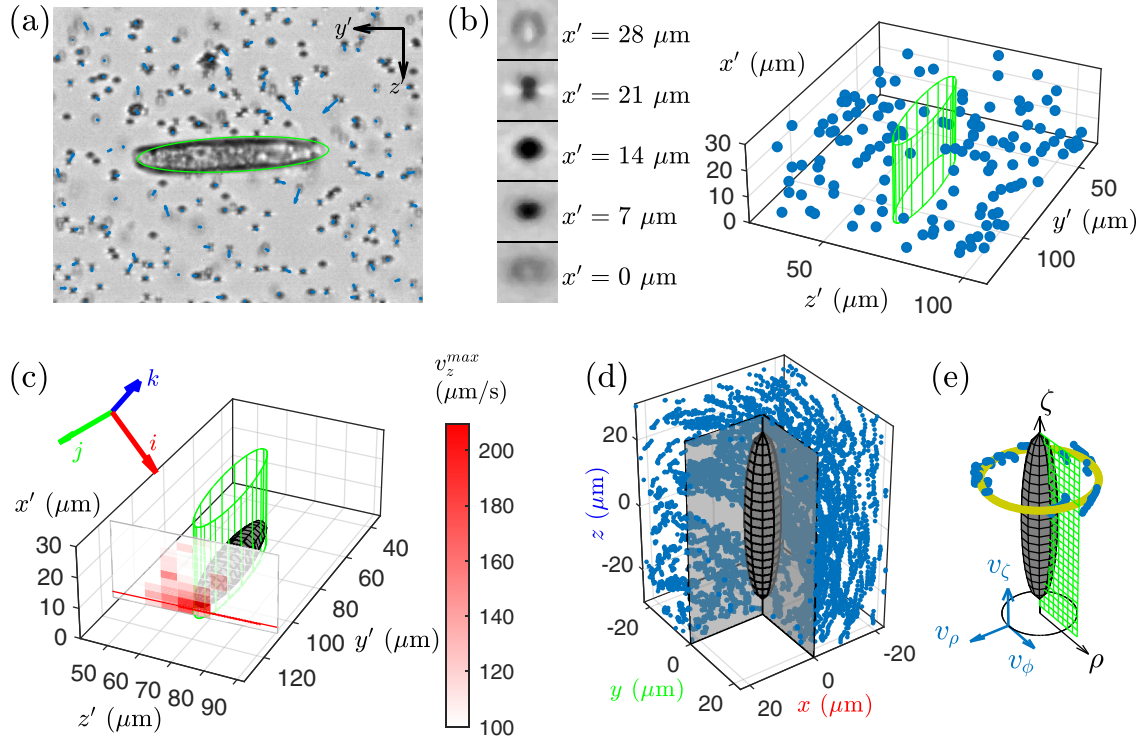 (a)
y′
z′
(b)
x′ = 28 μm
x′ = 21 μm
x′ = 14 μm
x′ = 7 μm
x′ = 0 μm
x′ (μm)
30
20
10
0
50
100
z′ (μm)
50
100
y′ (μm)
(c)
k
j
i
x′ (μm)
30
20
10
0
50 60 70 80 90
z′ (μm)
40
60
80
100
120
y′ (μm)
v_z^max
(μm/s)
200
180
160
140
120
100
(d)
z (μm)
20
0
-20
-20
0
20
y (μm)
20
0
-20
x (μm)
(e)
ζ
v_ζ
v_ρ
v_ϕ
ρ